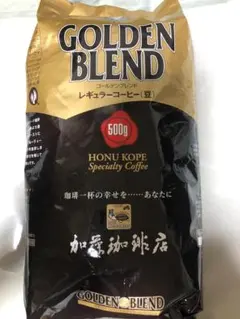 GOLDEN
BLEND
ゴールデンブレンド
レギュラーコーヒー [豆]
500g
HONU KOPE
Specialty Coffee
珈琲一杯の幸せを……あなたに
加藤珈琲店
GOLDEN BLEND